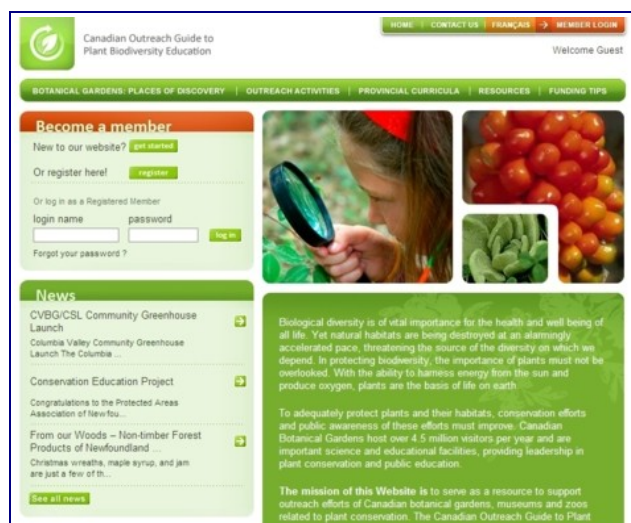 HOME | CONTACT US | FRANÇAIS → MEMBER LOGIN
Canadian Outreach Guide to
Plant Biodiversity Education
Welcome Guest
BOTANICAL GARDENS: PLACES OF DISCOVERY | OUTREACH ACTIVITIES | PROVINCIAL CURRICULA | RESOURCES | FUNDING TIPS
Become a member
New to our website? get started
Or register here! register
Or log in as a Registered Member
login name password
log in
Forgot your password ?
News
CVBG/CSL Community Greenhouse
Launch
Columbia Valley Community Greenhouse
Launch The Columbia ...
Conservation Education Project
Congratulations to the Protected Areas
Association of Newfou...
From our Woods – Non-timber Forest
Products of Newfoundland ...
Christmas wreaths, maple syrup, and jam
are just a few of th...
See all news
Biological diversity is of vital importance for the health and well being of
all life. Yet natural habitats are being destroyed at an alarmingly
accelerated pace, threatening the source of the diversity on which we
depend. In protecting biodiversity, the importance of plants must not be
overlooked. With the ability to harness energy from the sun and
produce oxygen, plants are the basis of life on earth
To adequately protect plants and their habitats, conservation efforts
and public awareness of these efforts must improve. Canadian
Botanical Gardens host over 4.5 million visitors per year and are
important science and educational facilities, providing leadership in
plant conservation and public education.
The mission of this Website is to serve as a resource to support
outreach efforts of Canadian botanical gardens, museums and zoos
related to plant conservation. The Canadian Outreach Guide to Plant